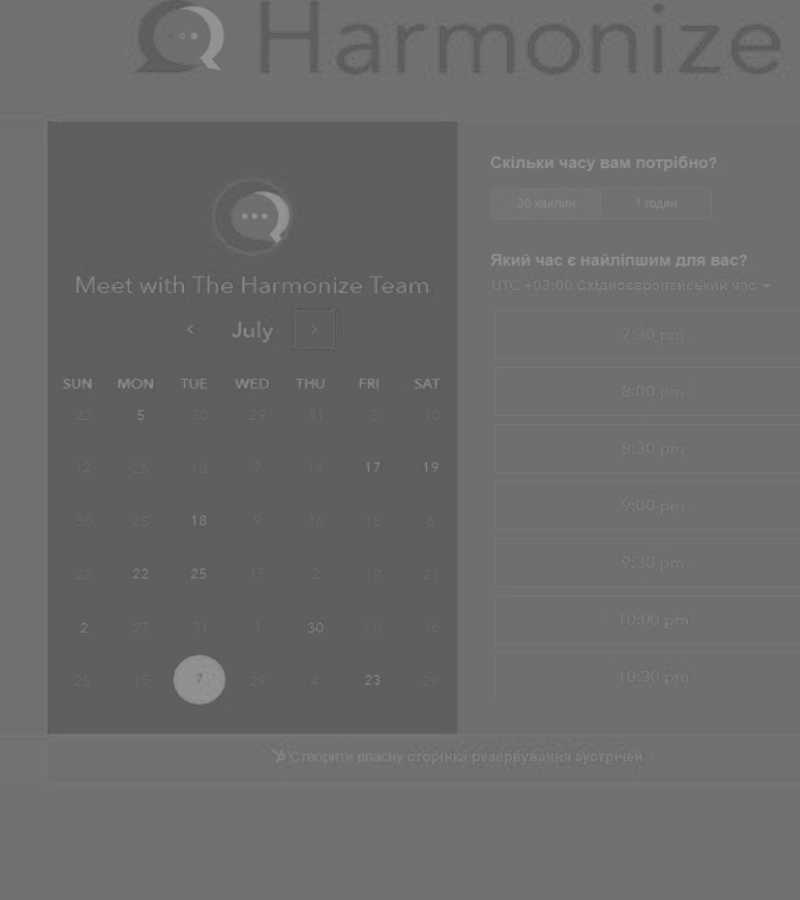 Harmonize
Meet with The Harmonize Team
July
SUN MON TUE WED THU FRI SAT
22 5 30 29 31 3 10
12 25 18 7 14 17 19
30 25 18 9 16 18 6
22 22 25 15 2 19 21
2 27 31 1 30 28 16
25 15 7 29 4 23 28
Скільки часу вам потрібно?
30 хвилин 1 годин
Який час є найліпшим для вас?
UTC +03:00 Східноєвропейський час
7:30 pm
8:00 pm
8:30 pm
9:00 pm
9:30 pm
10:00 pm
10:30 pm
Створити власну сторінка резервування зустрічей